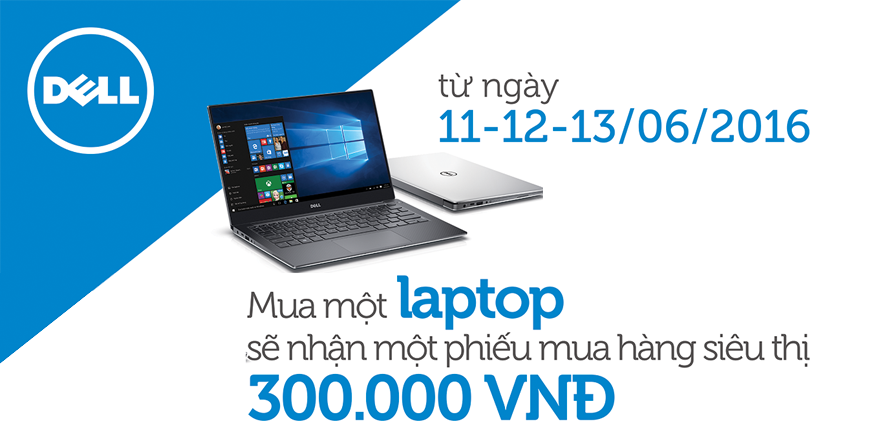 DELL
từ ngày
11-12-13/06/2016
DELL
Mua một laptop
sẽ nhận một phiếu mua hàng siêu thị
300.000 VNĐ